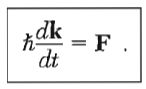 ℏ dk/dt = F .